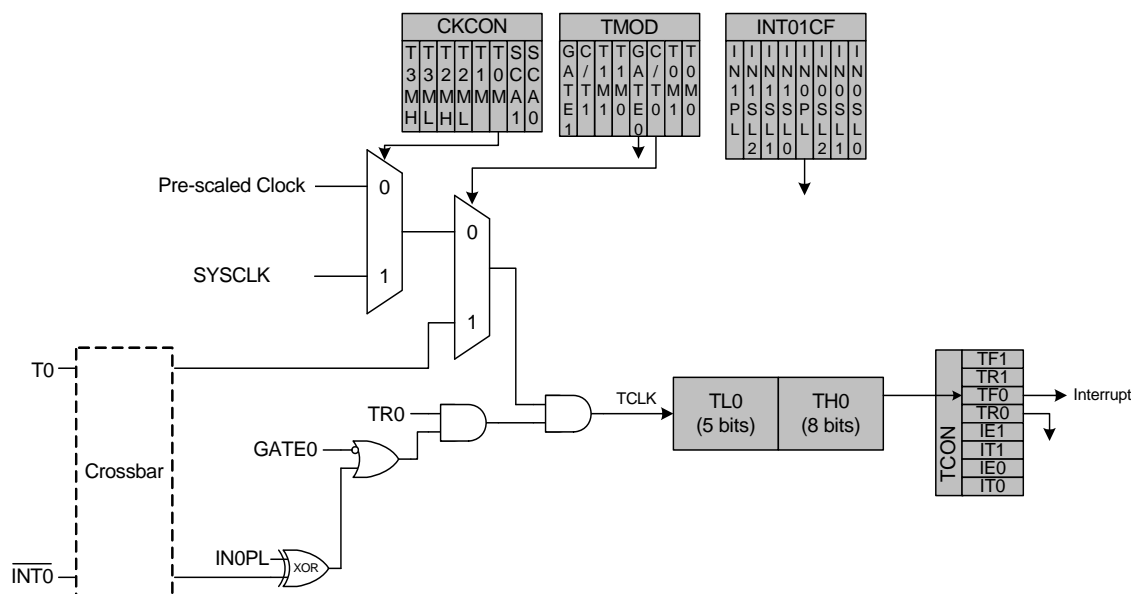 CKCON
T3MH
T3ML
T2MH
T2ML
T1M
T0M
SCA1
SCA0
TMOD
GATE1
C/T1
T1M1
T1M0
GATE0
C/T0
T0M1
T0M0
INT01CF
IN1PL
IN1SL2
IN1SL1
IN1SL0
IN0PL
IN0SL2
IN0SL1
IN0SL0
Pre-scaled Clock
0
SYSCLK
1
0
1
T0
Crossbar
INT0
TR0
GATE0
IN0PL
XOR
TCLK
TL0
(5 bits)
TH0
(8 bits)
TCON
TF1
TR1
TF0
TR0
IE1
IT1
IE0
IT0
Interrupt